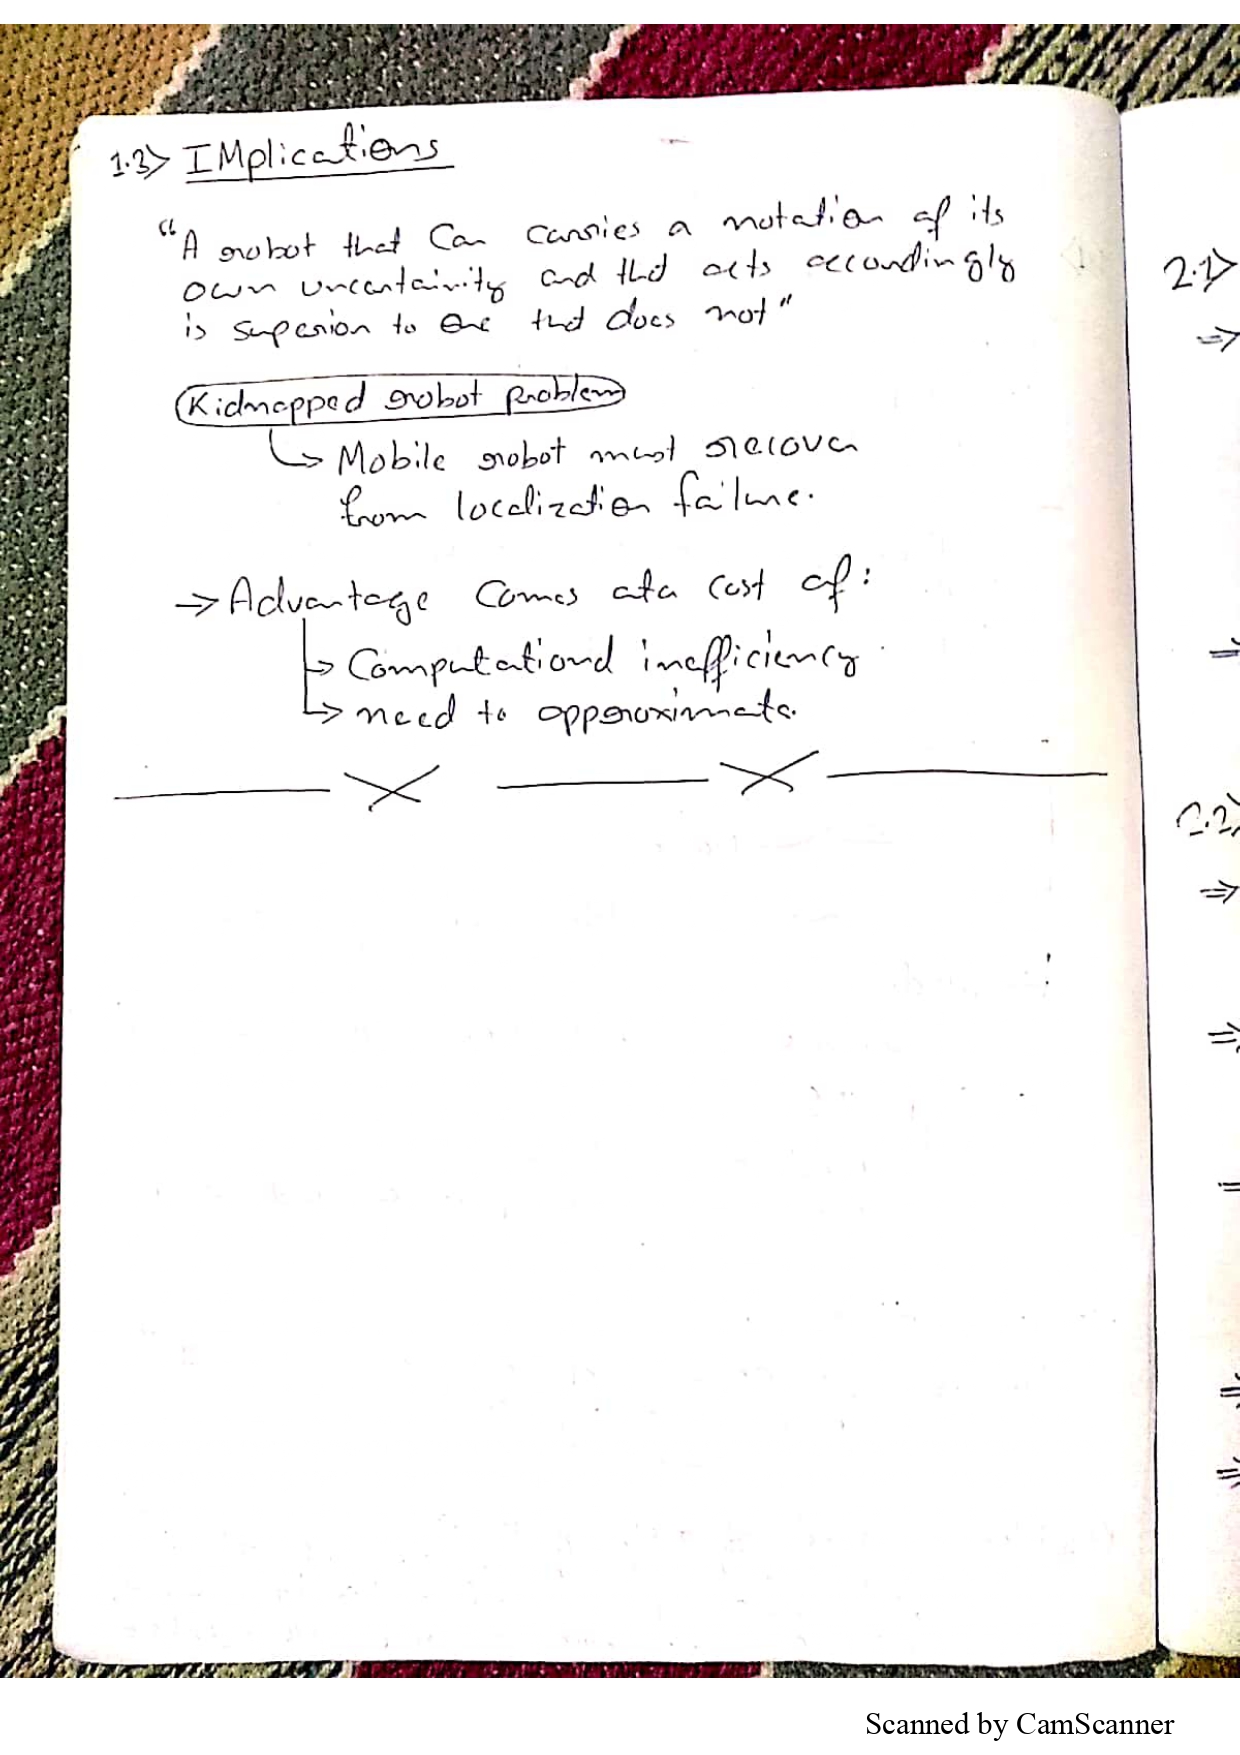 1.3> IMplications
"A robot that Can carries a notation of its
own uncertainity and that acts accordingly
is superior to one that does not"
Kidnapped robot problem
↳ Mobile robot must recover
from localization failure.
→ Advantage Comes at a cost of:
↳ Computational inefficiency
↳ need to approximate.
2.1>
⇒
⇒
2.2>
⇒
⇒
⇒
⇒
⇒
Scanned by CamScanner